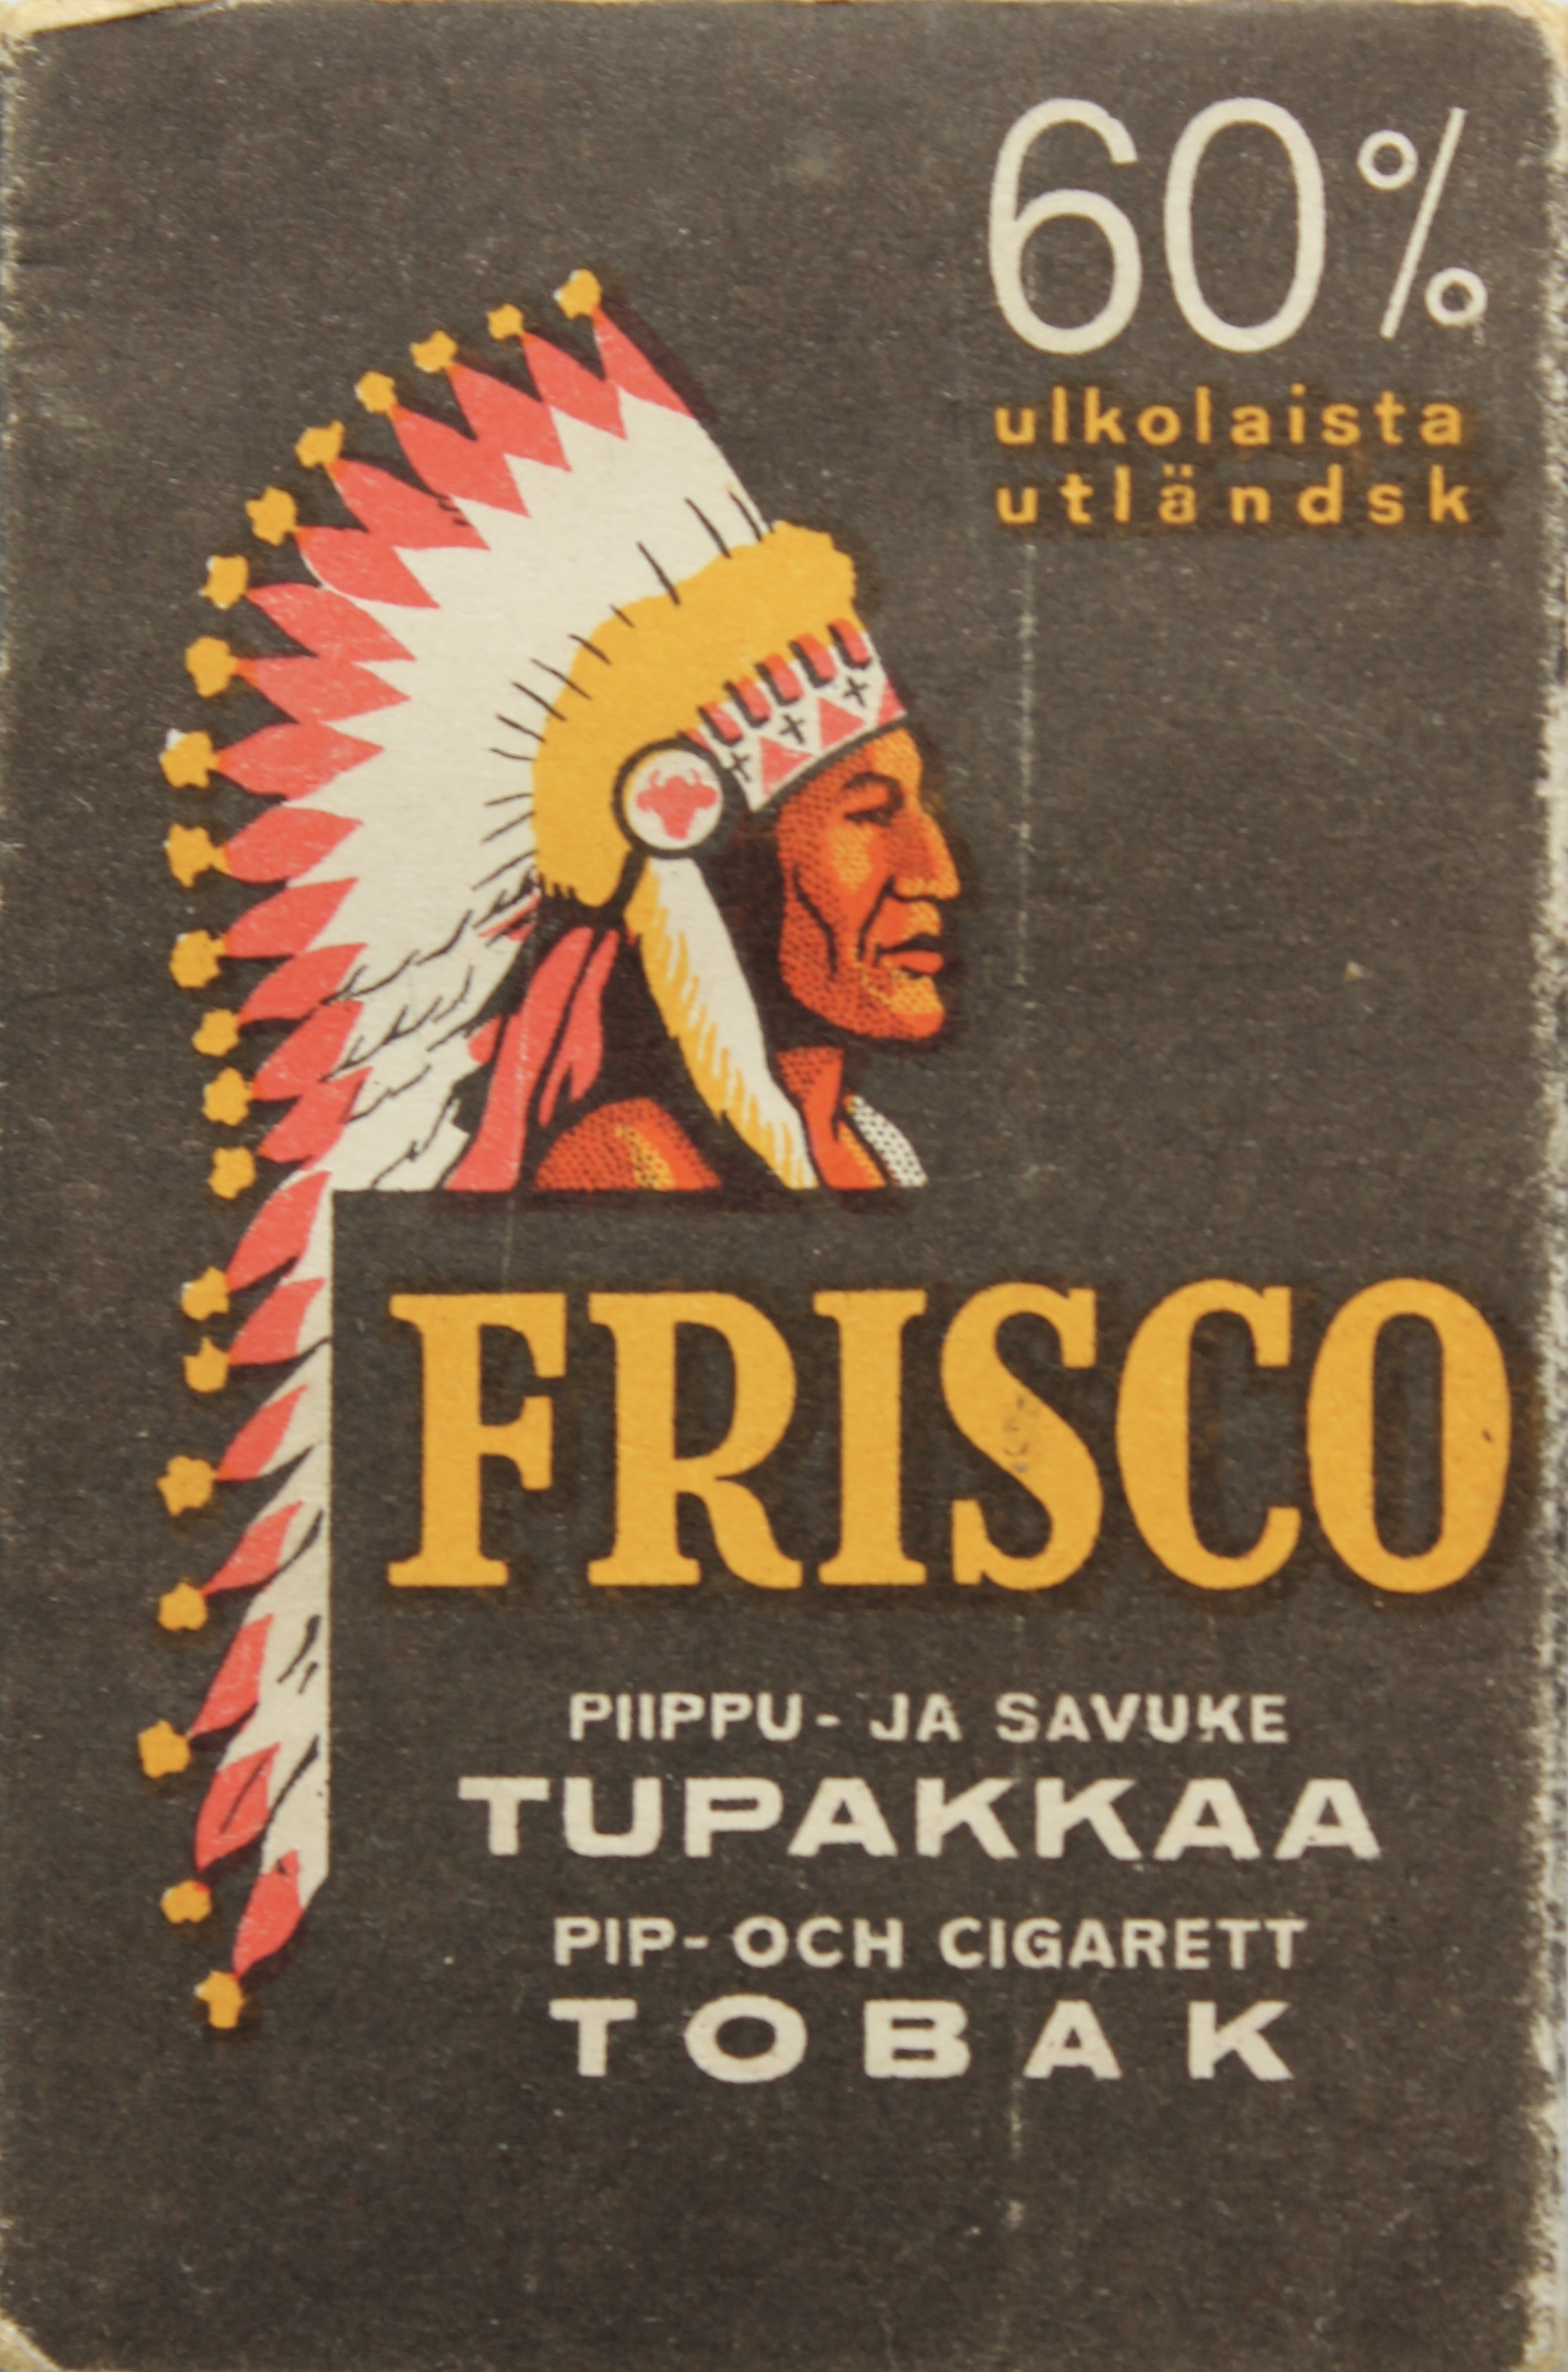 60%
ulkolaista
utländsk
FRISCO
PIIPPU- JA SAVUKE
TUPAKKAA
PIP- OCH CIGARETT
TOBAK